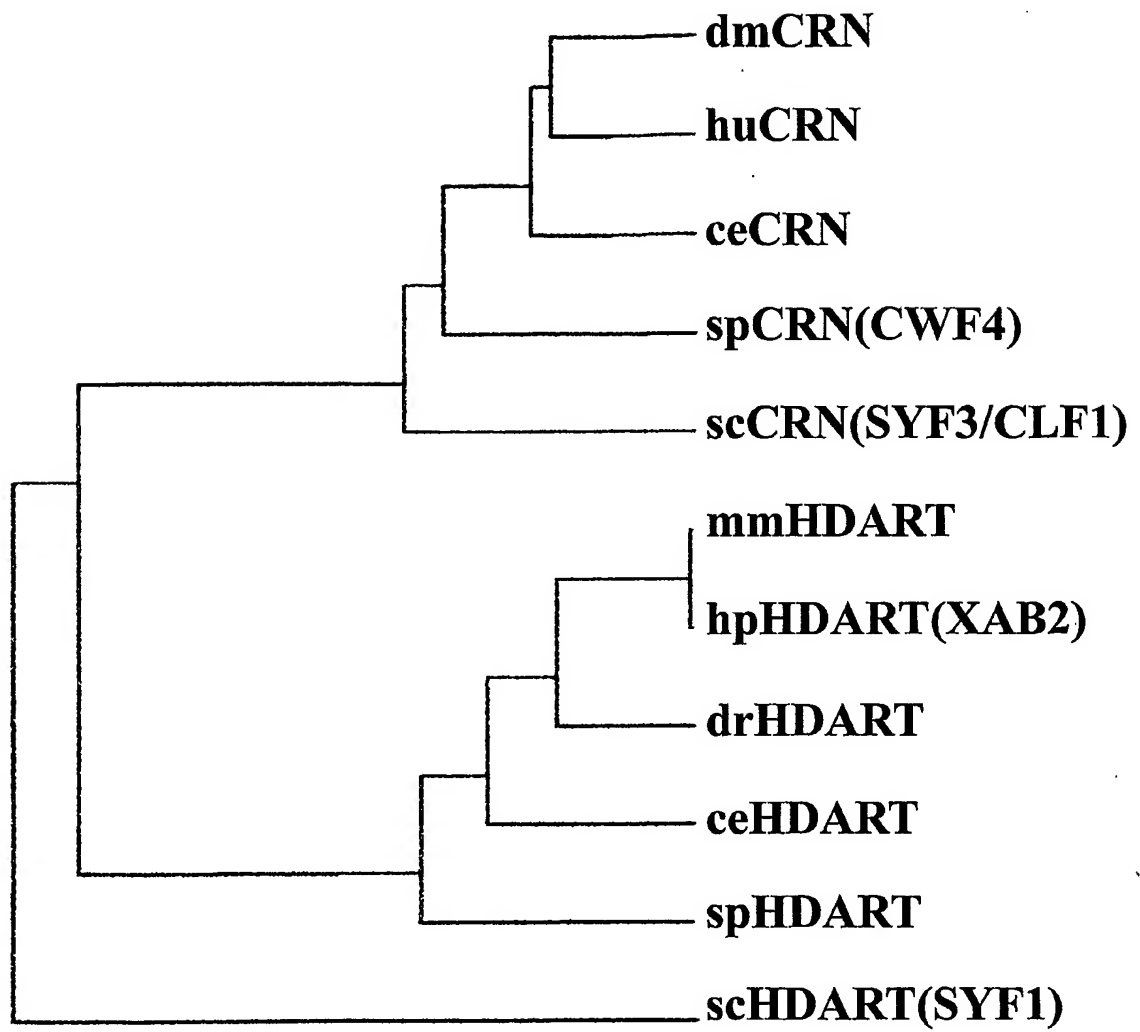 dmCRN
huCRN
ceCRN
spCRN(CWF4)
scCRN(SYF3/CLF1)
mmHDART
hpHDART(XAB2)
drHDART
ceHDART
spHDART
scHDART(SYF1)